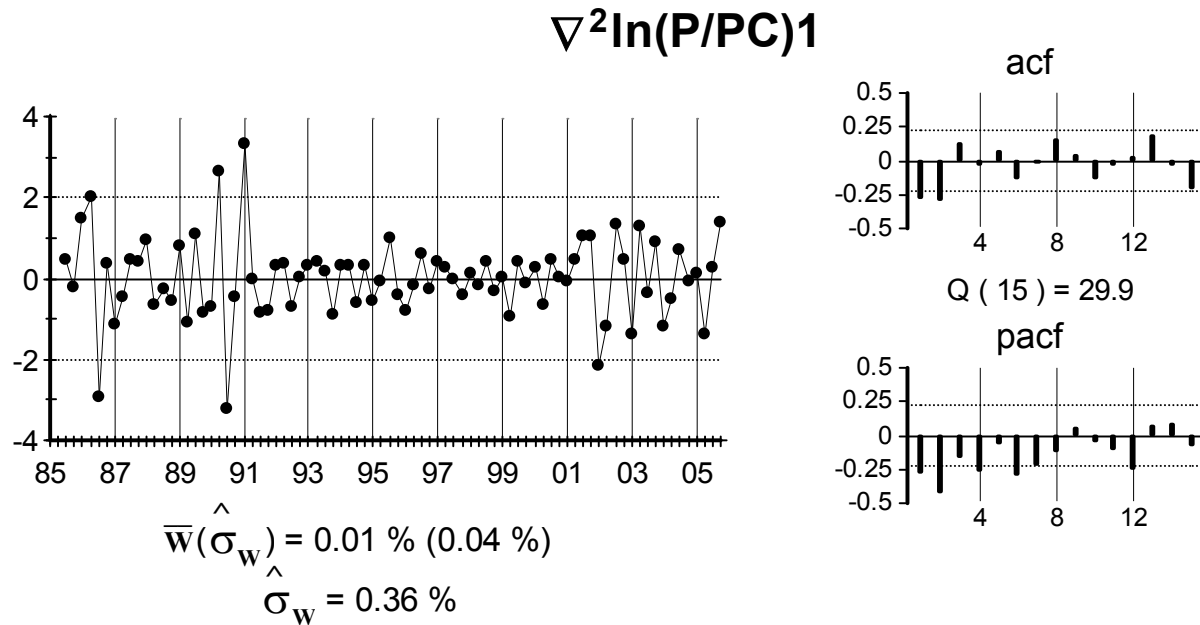 ∇²ln(P/PC)1
4
2
0
-2
-4
85 87 89 91 93 95 97 99 01 03 05
w̅(σ̂w) = 0.01 % (0.04 %)
σ̂w = 0.36 %
acf
0.5
0.25
0
-0.25
-0.5
4 8 12
Q ( 15 ) = 29.9
pacf
0.5
0.25
0
-0.25
-0.5
4 8 12